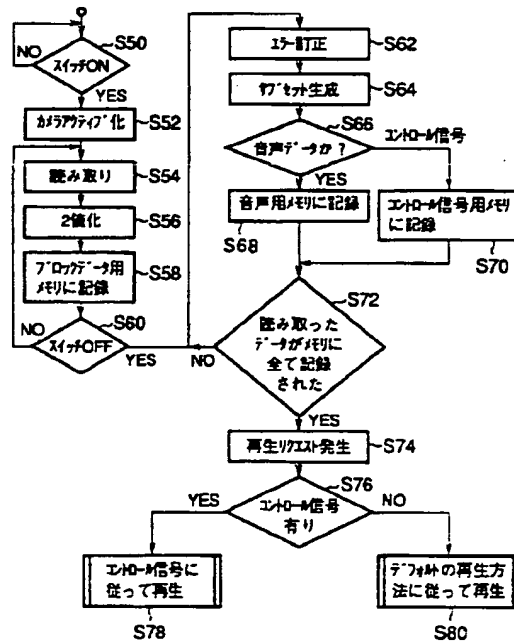 NO
S50
スイッチON
YES
カメラアクティブ化
S52
読み取り
S54
2値化
S56
ブロックデータ用
メモリに記録
S58
NO
S60
スイッチOFF
YES
エラー訂正
S62
サブセット生成
S64
S66
音声データか?
コントロール信号
YES
音声用メモリに記録
S68
コントロール信号用メモリ
に記録
S70
S72
読み取った
データがメモリに
全て記録
された
NO
YES
再生リクエスト発生
S74
YES
S76
NO
コントロール信号
有り
コントロール信号に
従って再生
S78
デフォルトの再生方
法に従って再生
S80